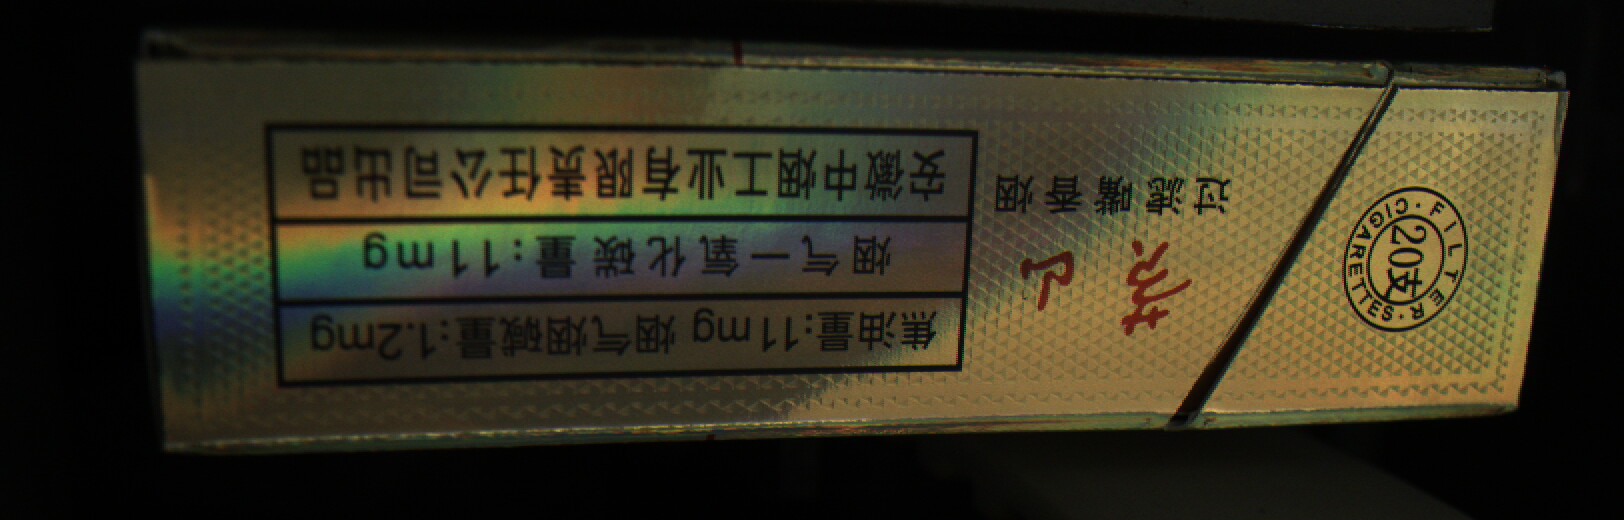 FILTER·CIGARETTES·
20支
黄山
过滤嘴香烟
焦油量:11mg 烟气烟碱量:1.2mg
烟气一氧化碳量:11mg
安徽中烟工业有限责任公司出品